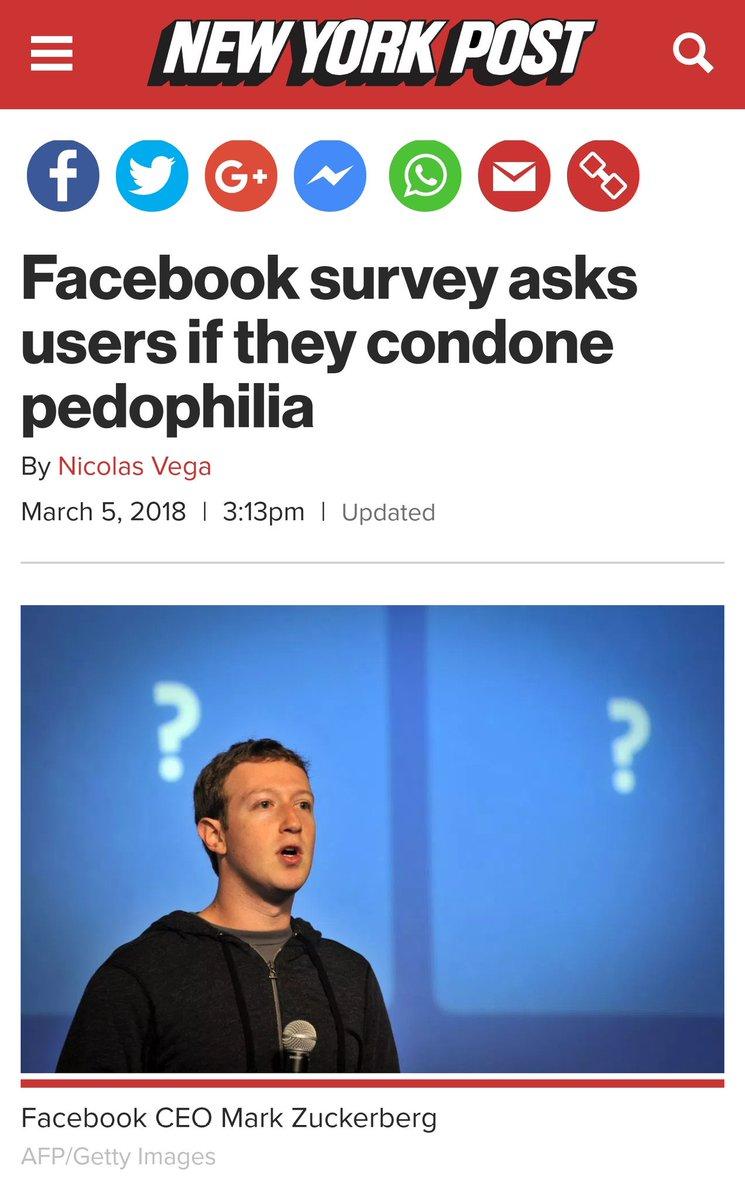 NEW YORK POST
Facebook survey asks
users if they condone
pedophilia
By Nicolas Vega
March 5, 2018 | 3:13pm | Updated
? ?
Facebook CEO Mark Zuckerberg
AFP/Getty Images